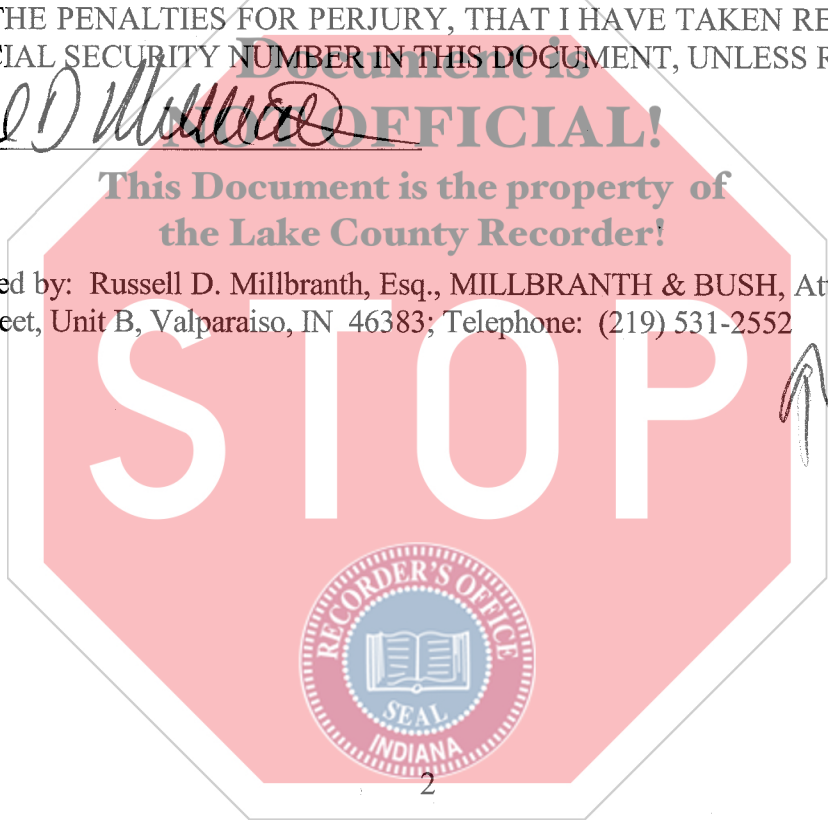 THE PENALTIES FOR PERJURY, THAT I HAVE TAKEN RE
CIAL SECURITY NUMBER IN THIS DOCUMENT, UNLESS R
Document is
NOT OFFICIAL!
This Document is the property of
the Lake County Recorder!
ed by: Russell D. Millbranth, Esq., MILLBRANTH & BUSH, Att
eet, Unit B, Valparaiso, IN 46383; Telephone: (219) 531-2552
STOP
RECORDER'S OFFICE
SEAL
INDIANA
2